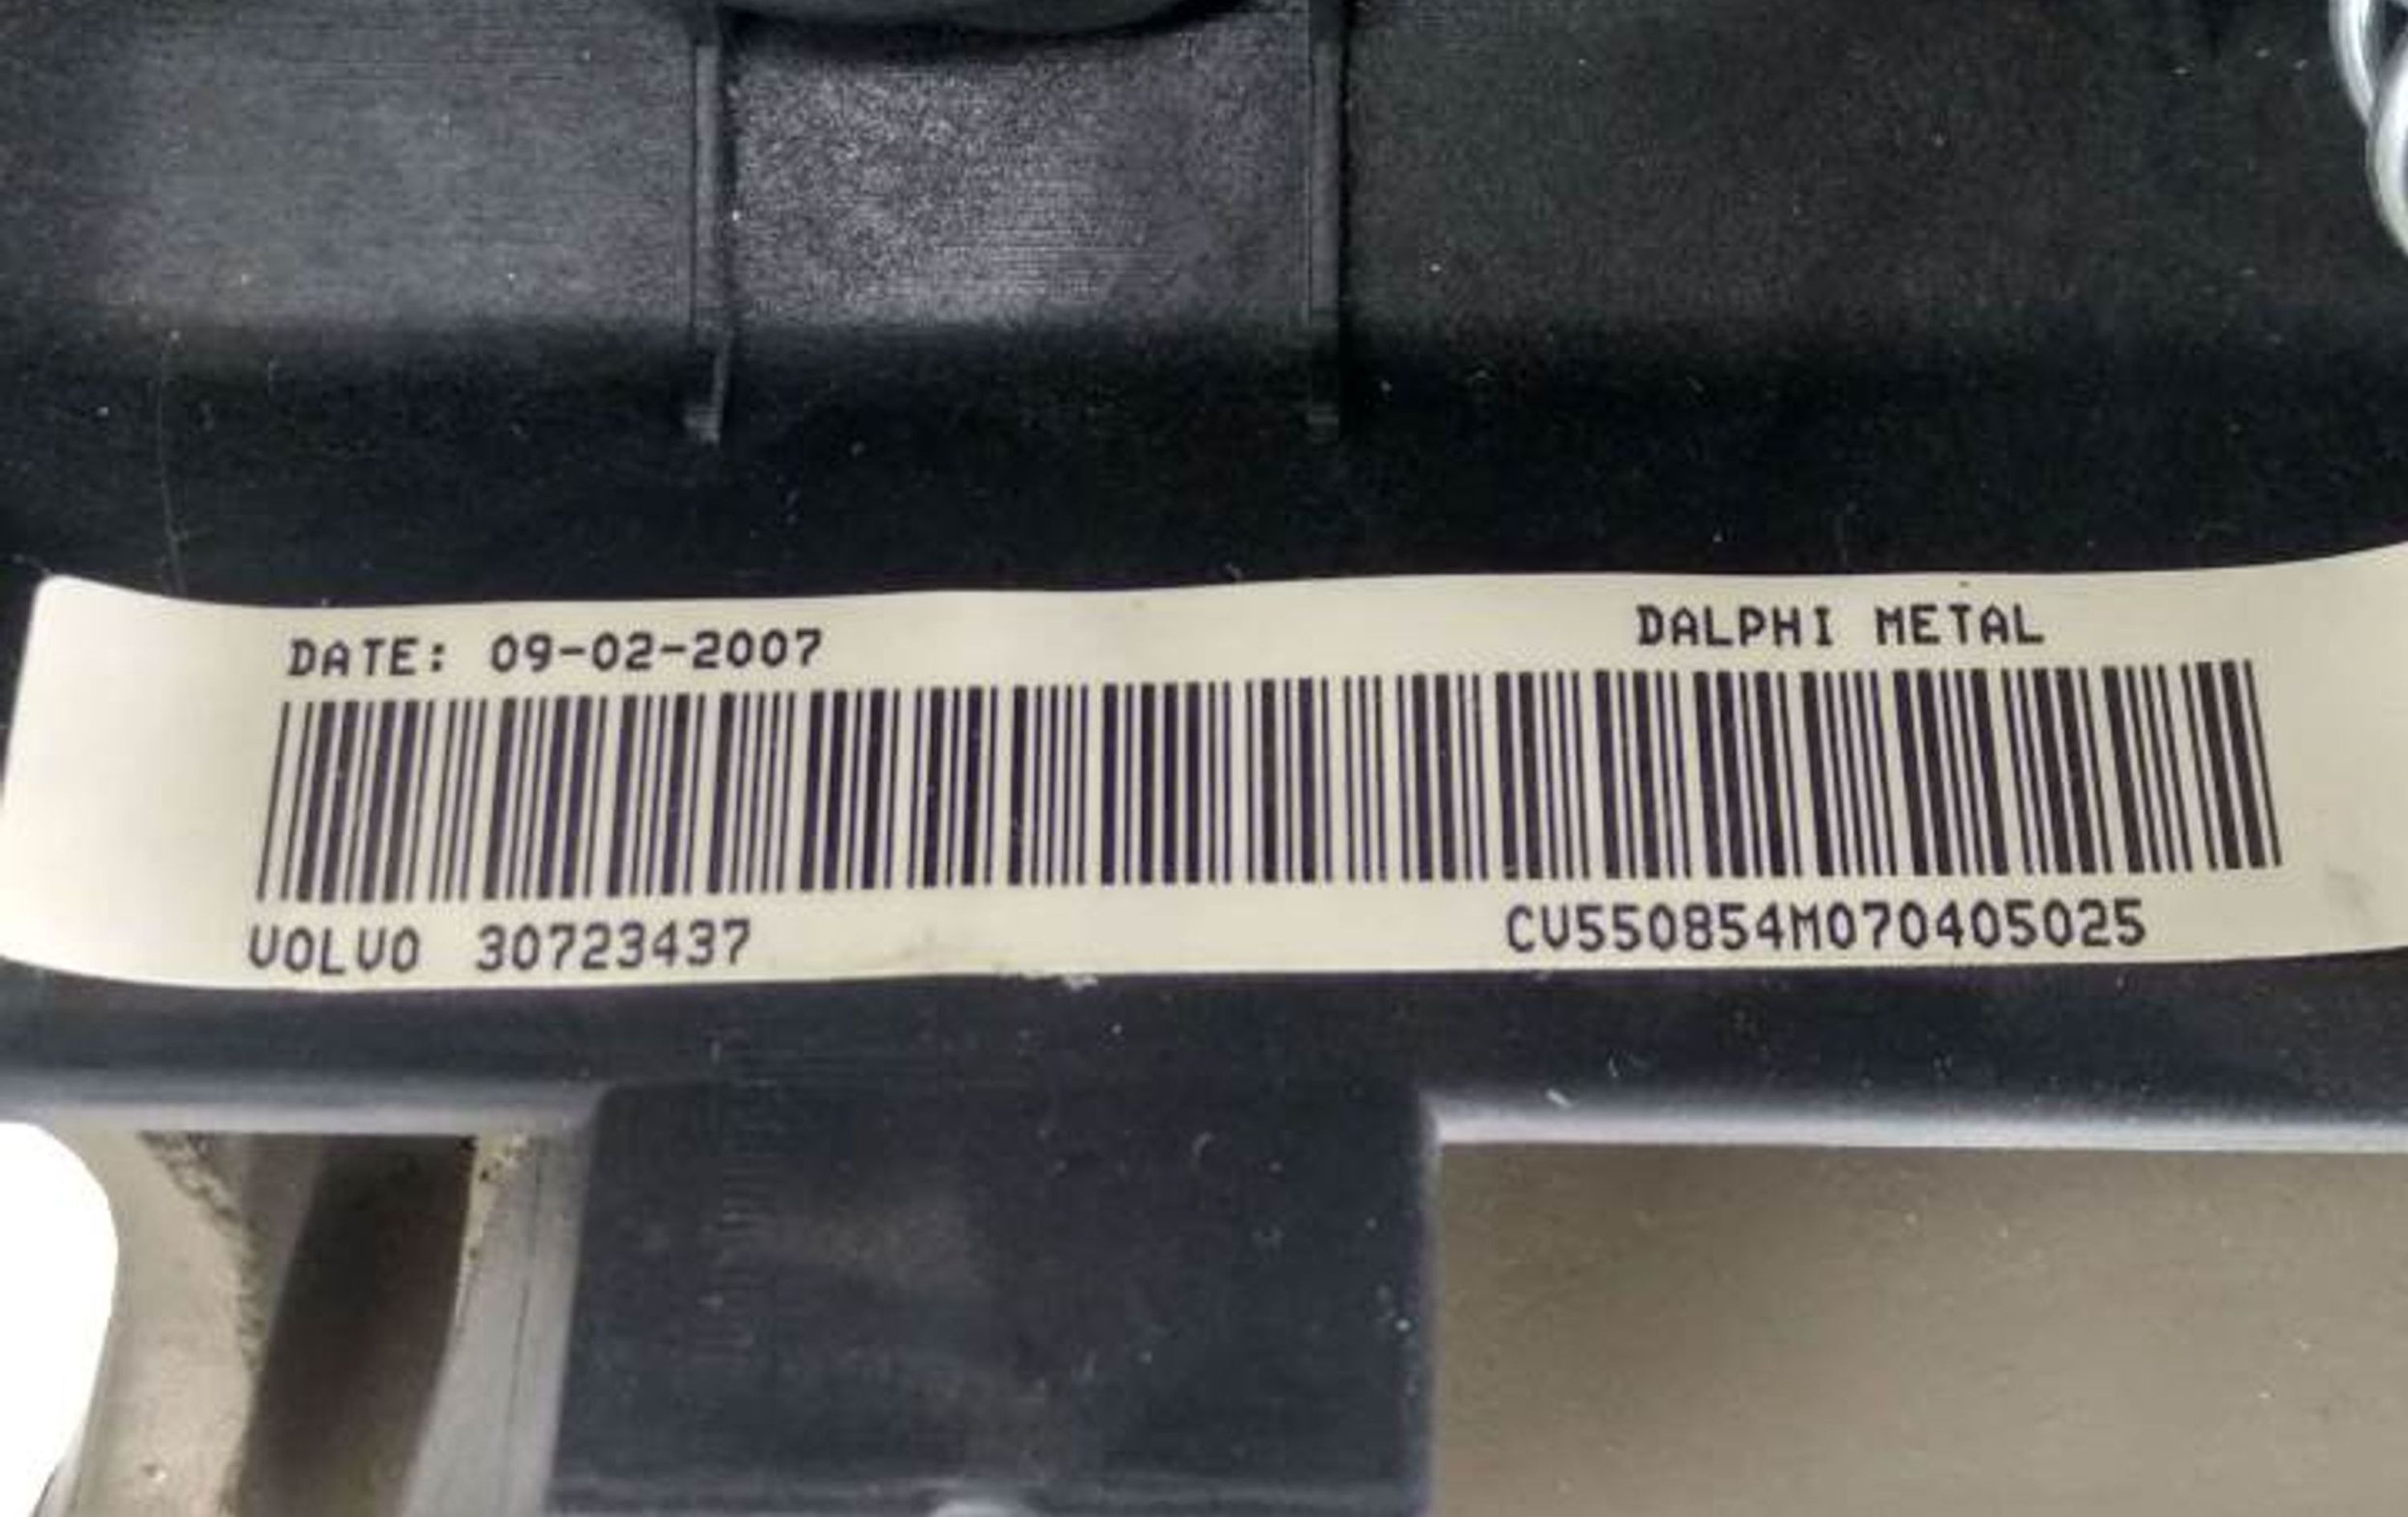 DATE: 09-02-2007
DALPHI METAL
VOLVO 30723437
CV550854M070405025